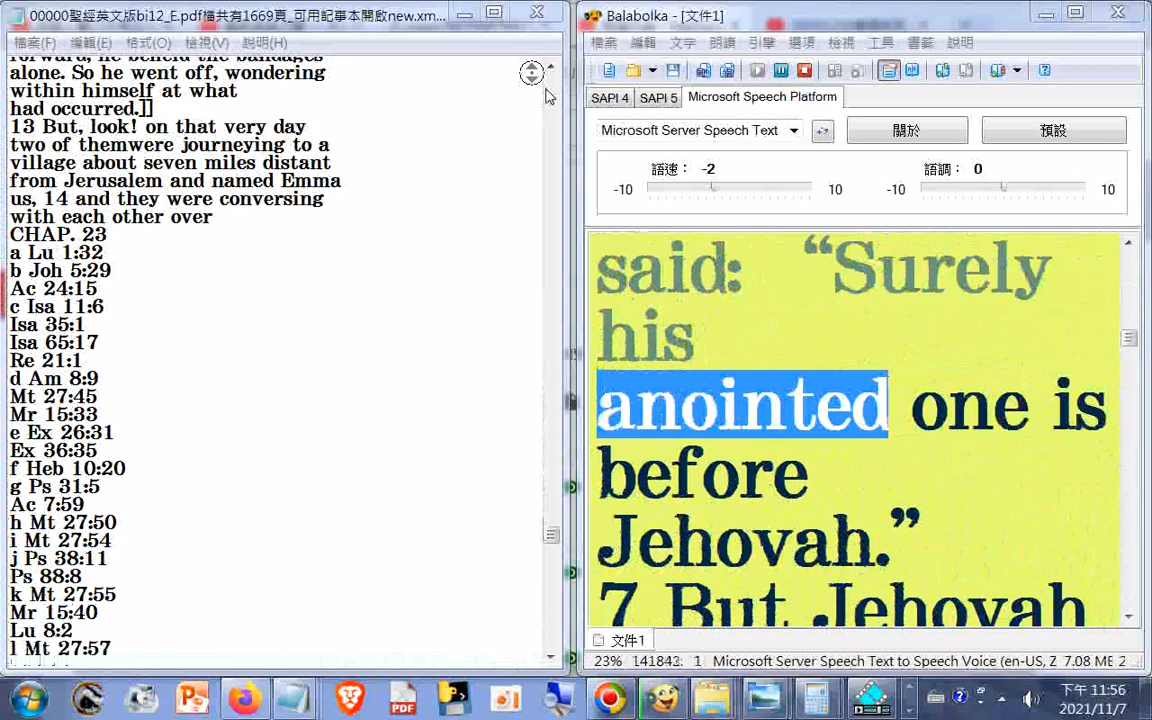 00000聖經英文版bi12_E.pdf檔共有1669頁_可用記事本開啟new.xm...
檔案(F) 編輯(E) 格式(O) 檢視(V) 說明(H)
forward, he beheld the bandages
alone. So he went off, wondering
within himself at what
had occurred.]]
13 But, look! on that very day
two of themwere journeying to a
village about seven miles distant
from Jerusalem and named Emma
us, 14 and they were conversing
with each other over
CHAP. 23
a Lu 1:32
b Joh 5:29
Ac 24:15
c Isa 11:6
Isa 35:1
Isa 65:17
Re 21:1
d Am 8:9
Mt 27:45
Mr 15:33
e Ex 26:31
Ex 36:35
f Heb 10:20
g Ps 31:5
Ac 7:59
h Mt 27:50
i Mt 27:54
j Ps 38:11
Ps 88:8
k Mt 27:55
Mr 15:40
Lu 8:2
l Mt 27:57
Balabolka - [文件1]
檔案 編輯 文字 朗讀 引擎 選項 檢視 工具 書籤 說明
SAPI 4 SAPI 5 Microsoft Speech Platform
Microsoft Server Speech Text 關於 預設
語速： -2 語調： 0
-10 10 -10 10
said: “Surely
his
anointed one is
before
Jehovah.”
7 But Jehovah
文件1
23% 141842: 1 Microsoft Server Speech Text to Speech Voice (en-US, Z 7.08 ME 2
下午 11:56
2021/11/7